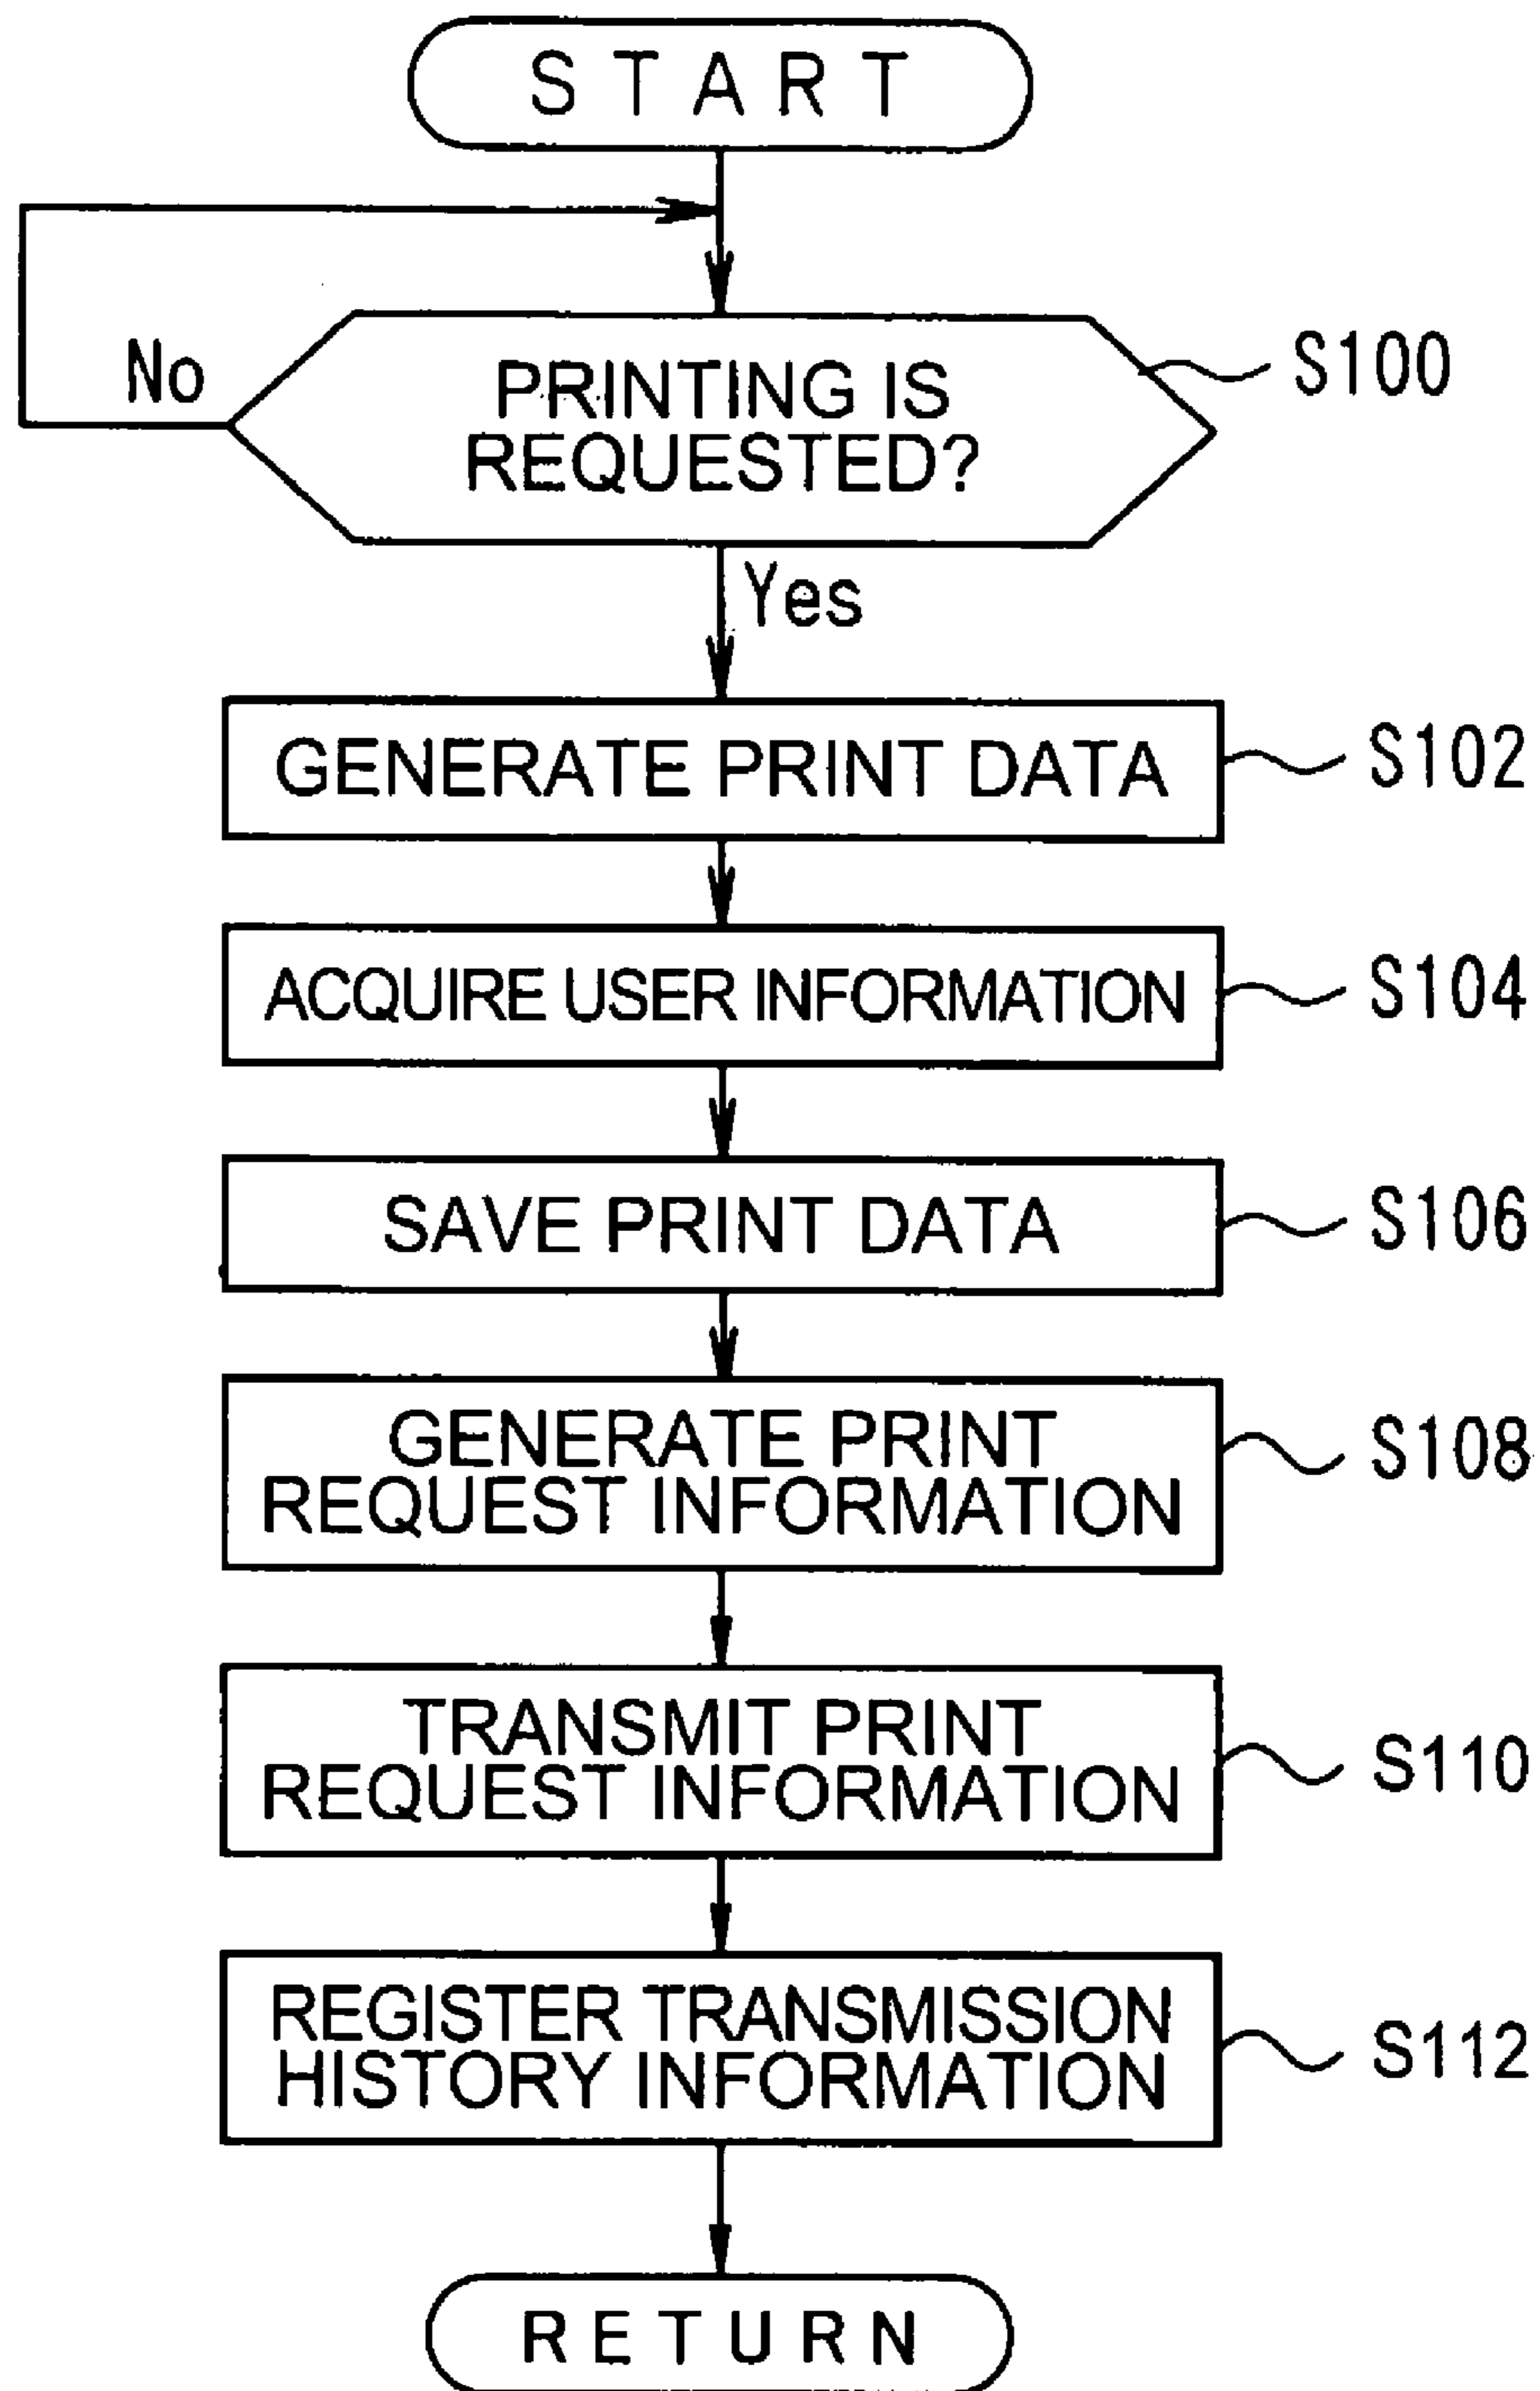 START
No
PRINTING IS
REQUESTED?
S100
Yes
GENERATE PRINT DATA
S102
ACQUIRE USER INFORMATION
S104
SAVE PRINT DATA
S106
GENERATE PRINT
REQUEST INFORMATION
S108
TRANSMIT PRINT
REQUEST INFORMATION
S110
REGISTER TRANSMISSION
HISTORY INFORMATION
S112
RETURN